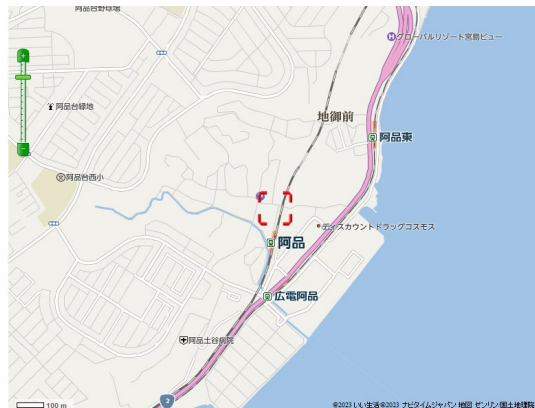 阿品台野球場
グローバルリゾート宮島ビュー
阿品台緑地
地御前
阿品東
阿品台西小
ディスカウントドラッグコスモス
阿品
広電阿品
阿品土谷病院
2
100 m
©2023 いい生活©2023 ナビタイムジャパン 地図 ゼンリン 国土地理院